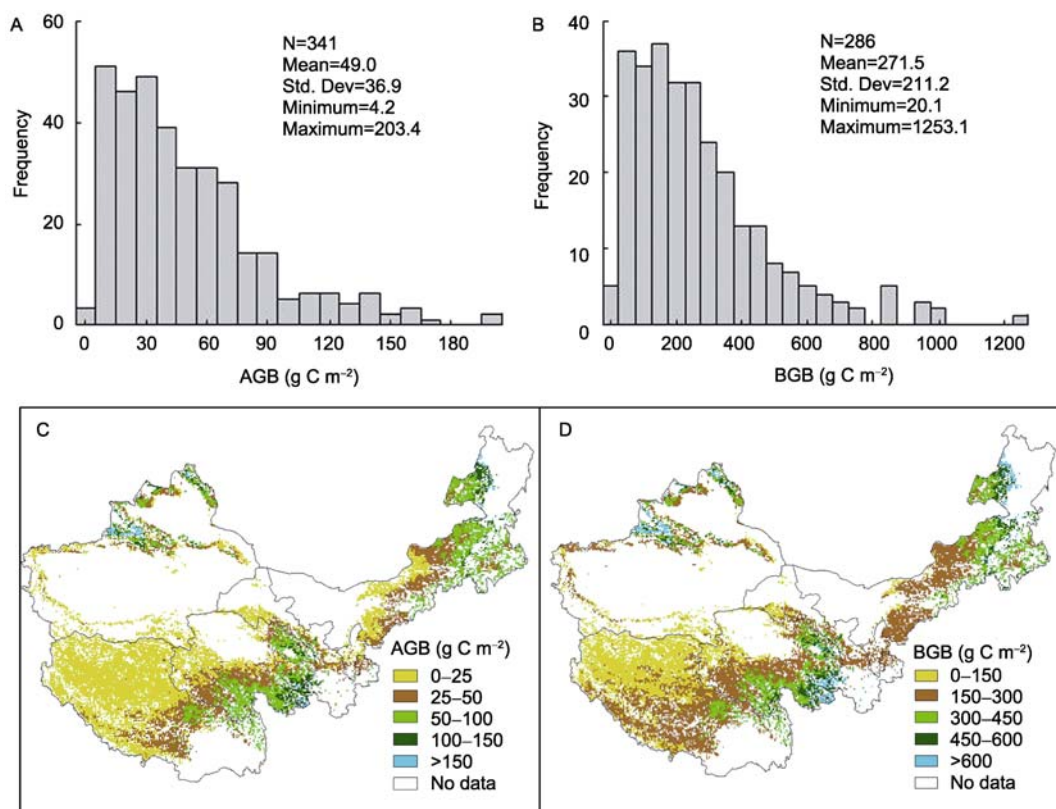 A
60
40
20
0
Frequency
N=341
Mean=49.0
Std. Dev=36.9
Minimum=4.2
Maximum=203.4
0 30 60 90 120 150 180
AGB (g C m⁻²)
B
40
30
20
10
0
Frequency
N=286
Mean=271.5
Std. Dev=211.2
Minimum=20.1
Maximum=1253.1
0 200 400 600 800 1000 1200
BGB (g C m⁻²)
C
AGB (g C m⁻²)
0–25
25–50
50–100
100–150
>150
No data
D
BGB (g C m⁻²)
0–150
150–300
300–450
450–600
>600
No data